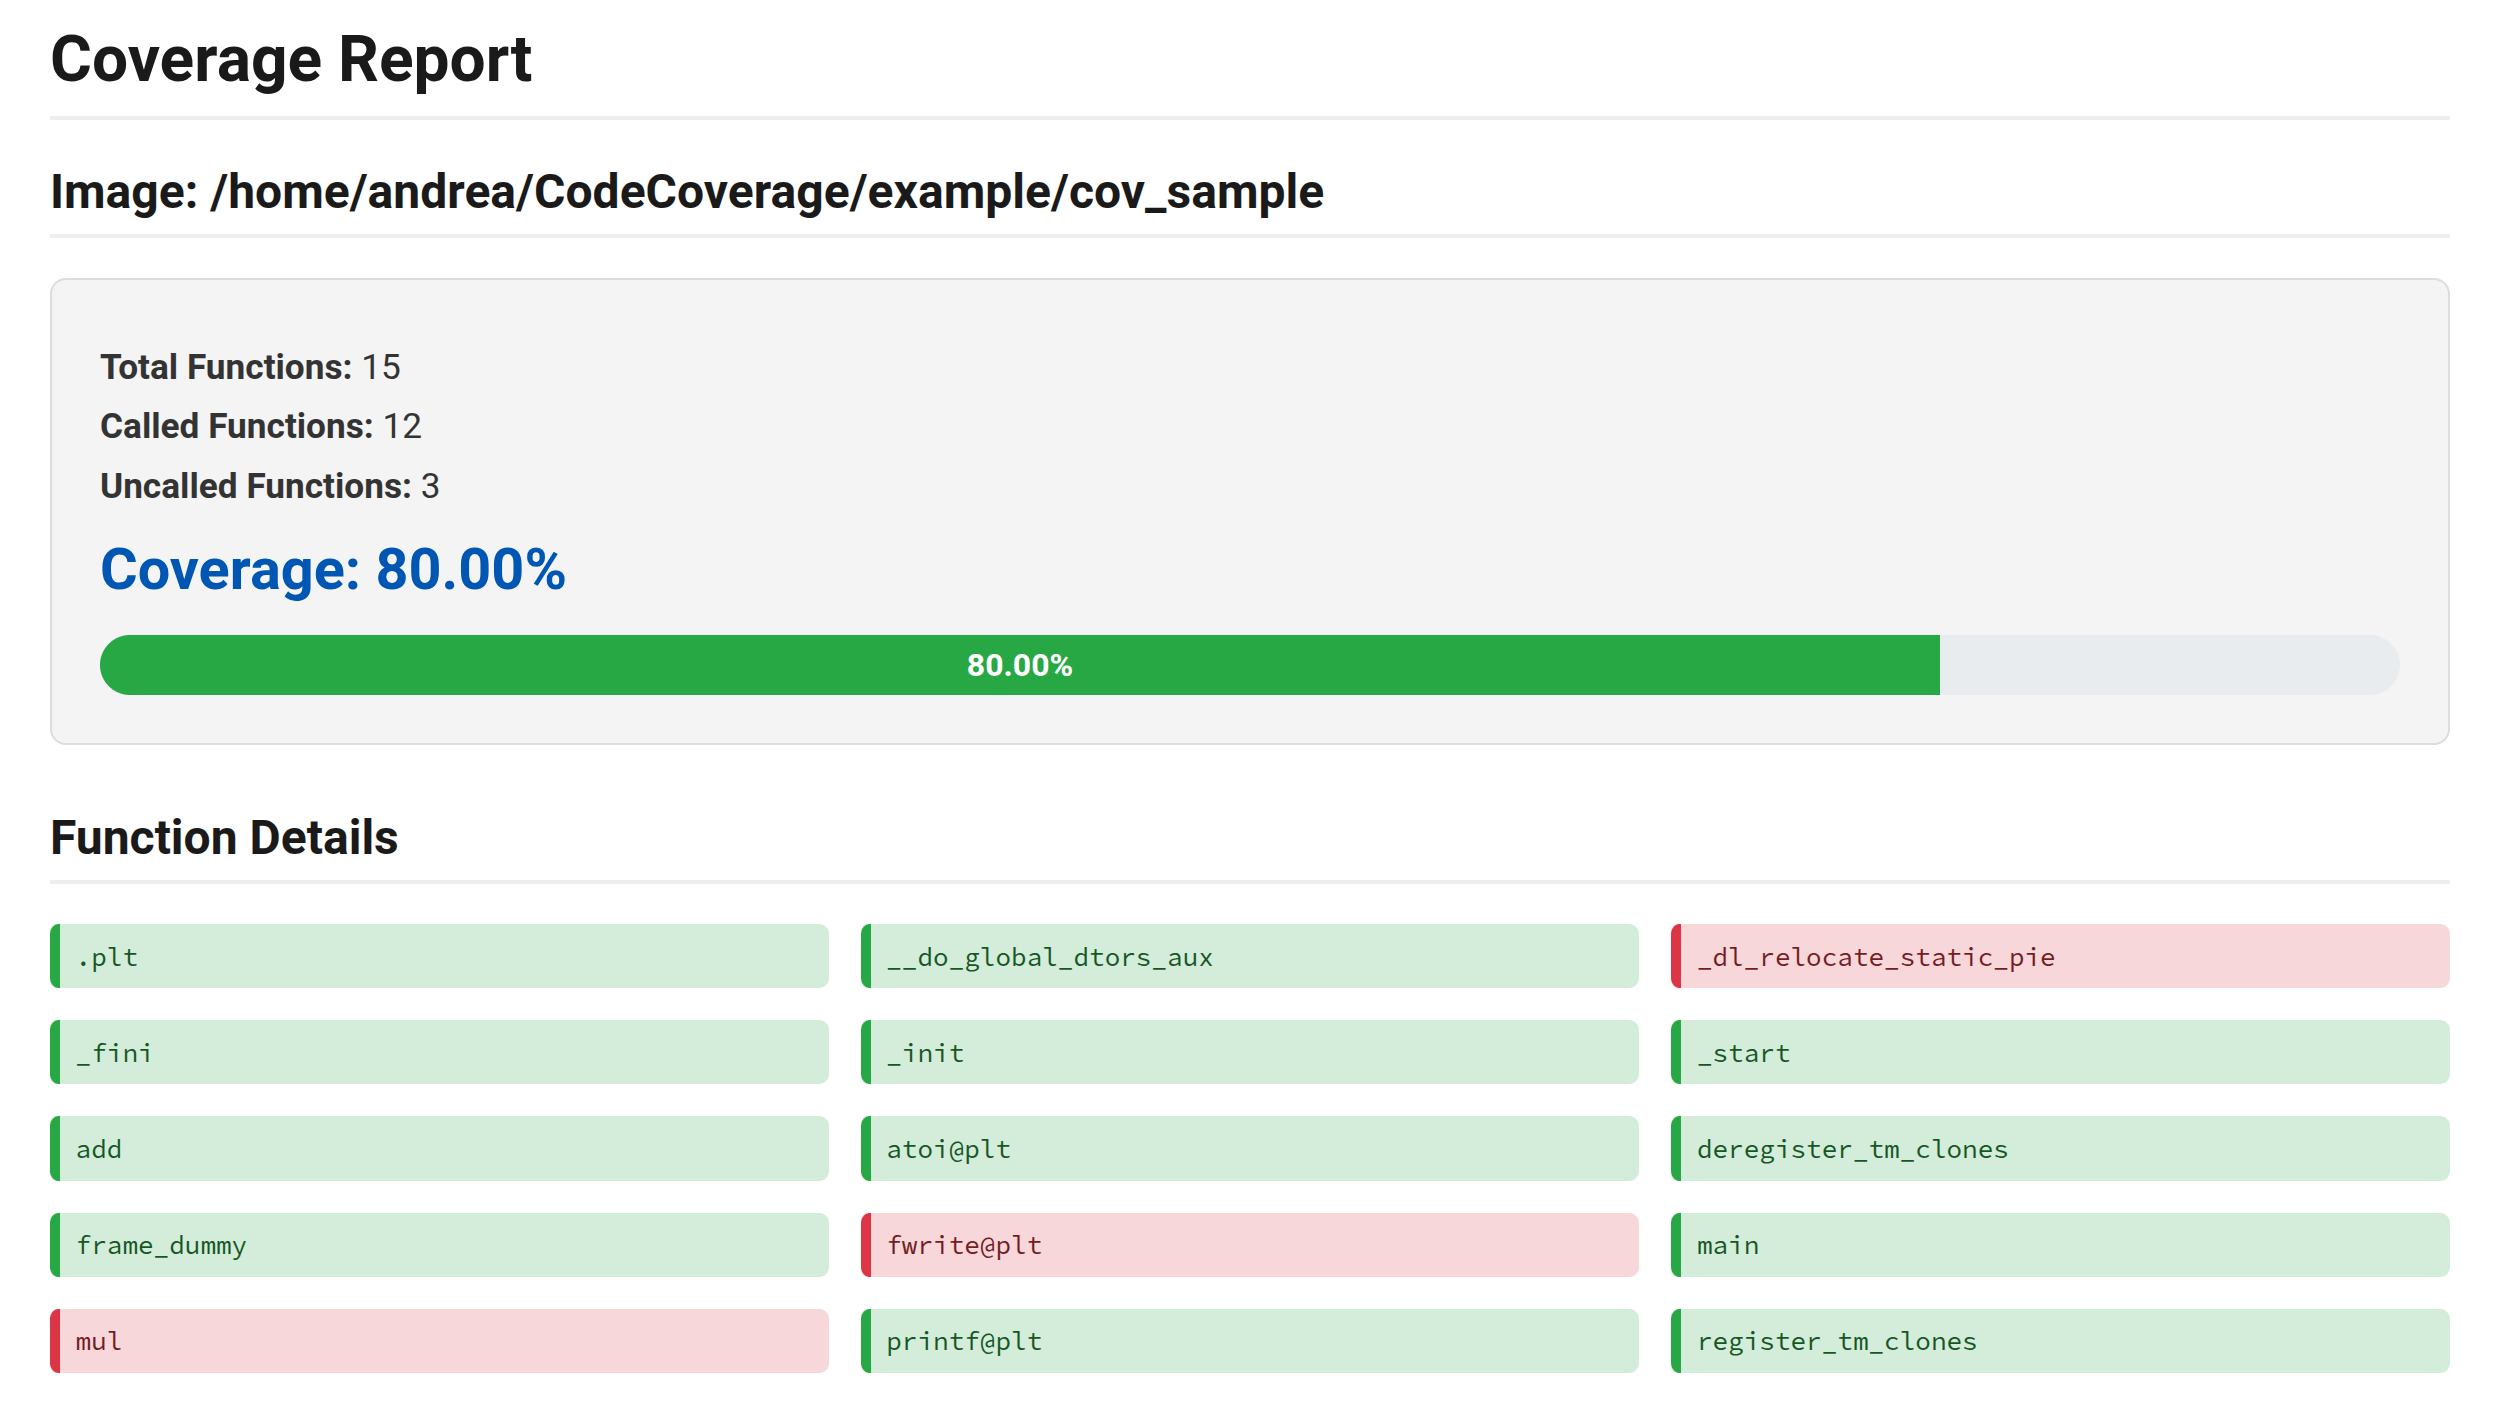 Coverage Report
Image: /home/andrea/CodeCoverage/example/cov_sample
Total Functions: 15
Called Functions: 12
Uncalled Functions: 3
Coverage: 80.00%
80.00%
Function Details
.plt
__do_global_dtors_aux
_dl_relocate_static_pie
_fini
_init
_start
add
atoi@plt
deregister_tm_clones
frame_dummy
fwrite@plt
main
mul
printf@plt
register_tm_clones